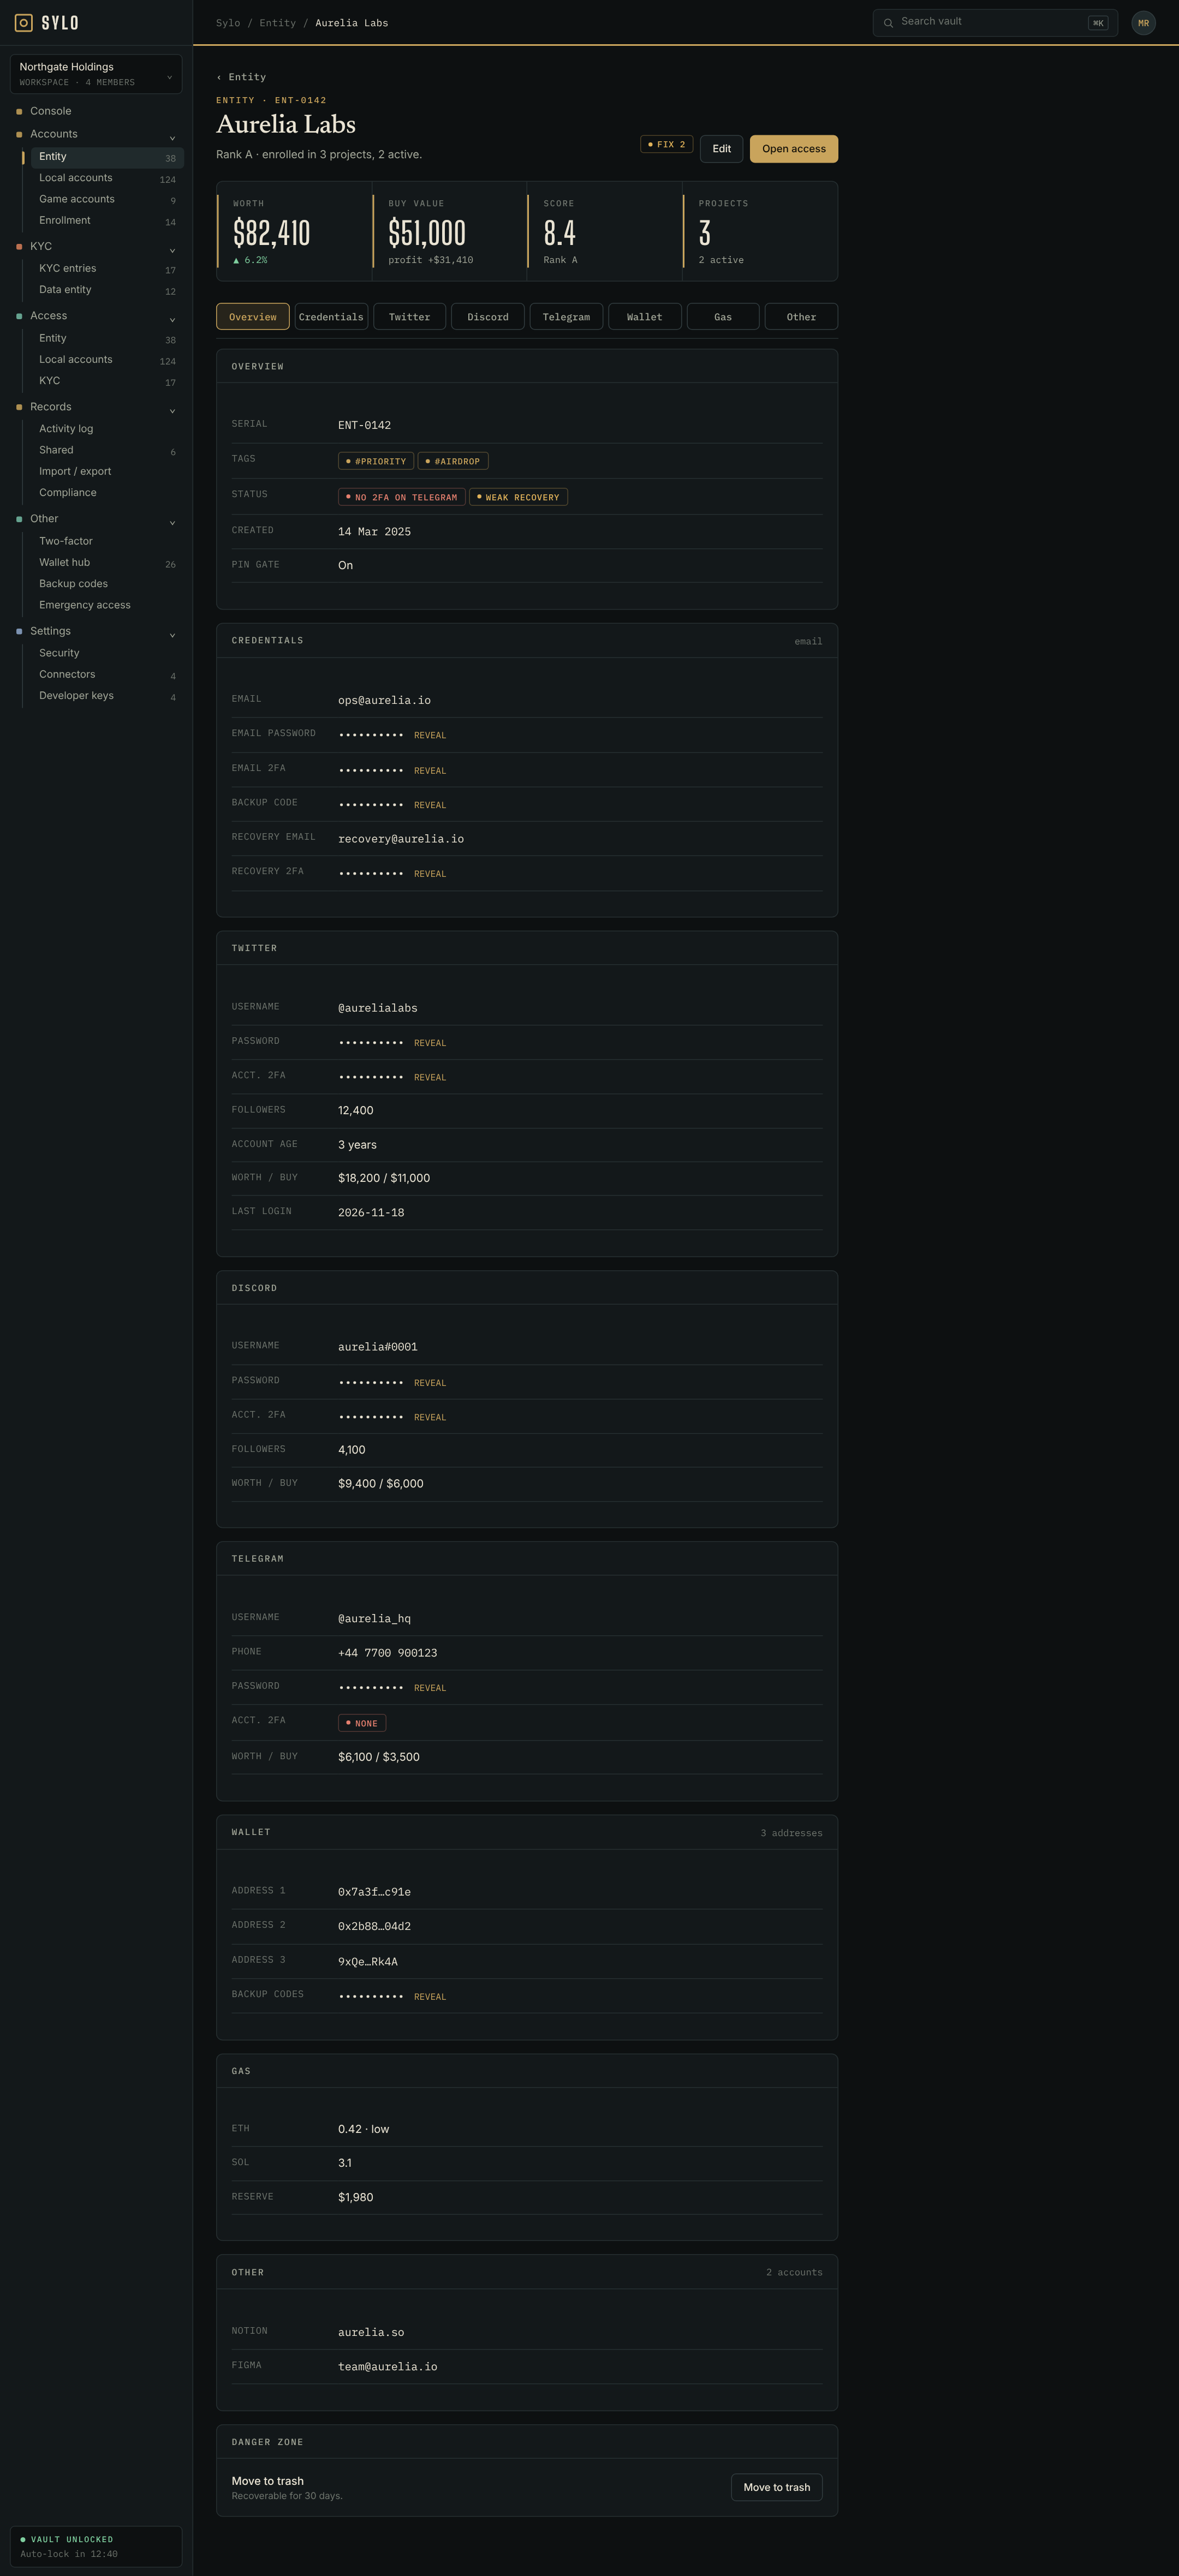 SYLO
Sylo / Entity / Aurelia Labs
Search vault
⌘K
MR
Northgate Holdings
WORKSPACE · 4 MEMBERS
Console
Accounts
Entity 38
Local accounts 124
Game accounts 9
Enrollment 14
KYC
KYC entries 17
Data entity 12
Access
Entity 38
Local accounts 124
KYC 17
Records
Activity log
Shared 6
Import / export
Compliance
Other
Two-factor
Wallet hub 26
Backup codes
Emergency access
Settings
Security
Connectors 4
Developer keys 4
VAULT UNLOCKED
Auto-lock in 12:40
‹ Entity
ENTITY · ENT-0142
Aurelia Labs
Rank A · enrolled in 3 projects, 2 active.
FIX 2
Edit
Open access
WORTH
$82,410
▲ 6.2%
BUY VALUE
$51,000
profit +$31,410
SCORE
8.4
Rank A
PROJECTS
3
2 active
Overview Credentials Twitter Discord Telegram Wallet Gas Other
OVERVIEW
SERIAL ENT-0142
TAGS #PRIORITY #AIRDROP
STATUS NO 2FA ON TELEGRAM WEAK RECOVERY
CREATED 14 Mar 2025
PIN GATE On
CREDENTIALS email
EMAIL ops@aurelia.io
EMAIL PASSWORD •••••••••• REVEAL
EMAIL 2FA •••••••••• REVEAL
BACKUP CODE •••••••••• REVEAL
RECOVERY EMAIL recovery@aurelia.io
RECOVERY 2FA •••••••••• REVEAL
TWITTER
USERNAME @aurelialabs
PASSWORD •••••••••• REVEAL
ACCT. 2FA •••••••••• REVEAL
FOLLOWERS 12,400
ACCOUNT AGE 3 years
WORTH / BUY $18,200 / $11,000
LAST LOGIN 2026-11-18
DISCORD
USERNAME aurelia#0001
PASSWORD •••••••••• REVEAL
ACCT. 2FA •••••••••• REVEAL
FOLLOWERS 4,100
WORTH / BUY $9,400 / $6,000
TELEGRAM
USERNAME @aurelia_hq
PHONE +44 7700 900123
PASSWORD •••••••••• REVEAL
ACCT. 2FA NONE
WORTH / BUY $6,100 / $3,500
WALLET 3 addresses
ADDRESS 1 0x7a3f…c91e
ADDRESS 2 0x2b88…04d2
ADDRESS 3 9xQe…Rk4A
BACKUP CODES •••••••••• REVEAL
GAS
ETH 0.42 · low
SOL 3.1
RESERVE $1,980
OTHER 2 accounts
NOTION aurelia.so
FIGMA team@aurelia.io
DANGER ZONE
Move to trash
Recoverable for 30 days.
Move to trash